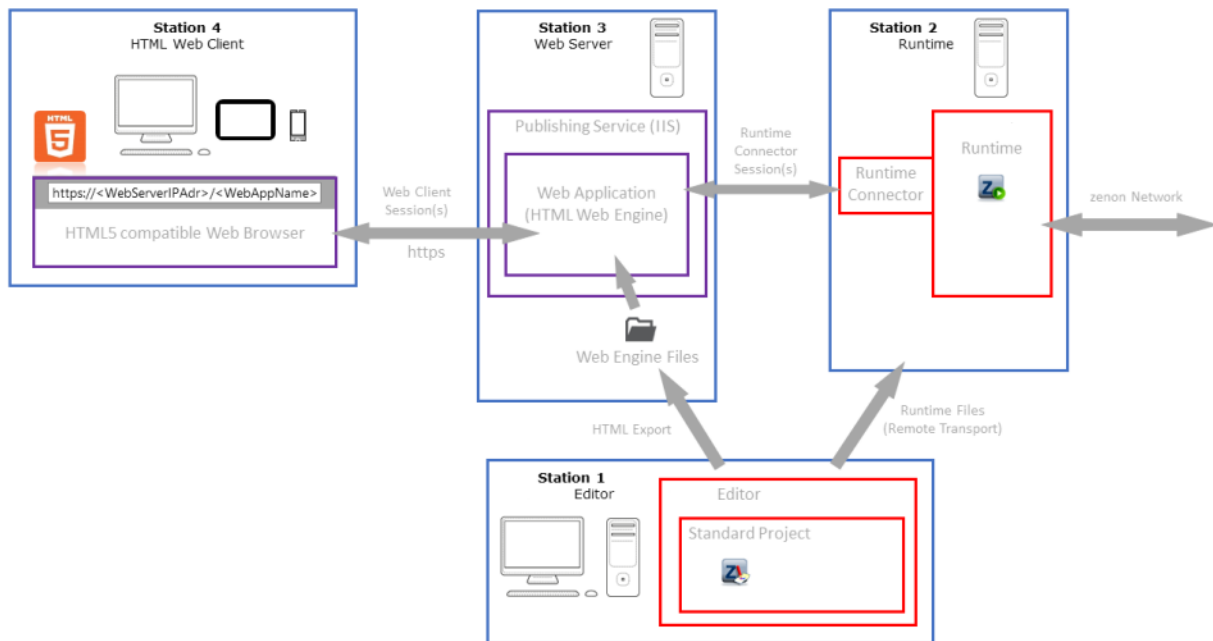 Station 4
HTML Web Client
HTML
5
https://<WebServerIPAdr>/<WebAppName>
HTML5 compatible Web Browser
Web Client
Session(s)
https
Station 3
Web Server
Publishing Service (IIS)
Web Application
(HTML Web Engine)
Web Engine Files
Runtime
Connector
Session(s)
Station 2
Runtime
Runtime
Connector
Runtime
Z
zenon Network
HTML Export
Runtime Files
(Remote Transport)
Station 1
Editor
Editor
Standard Project
Z